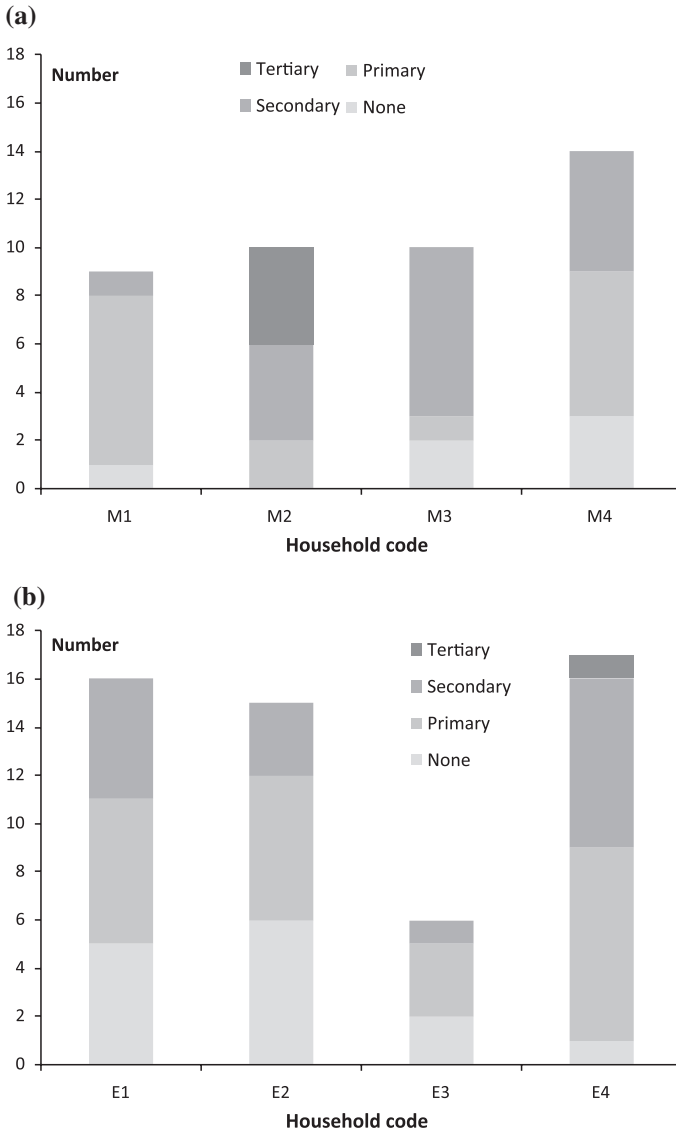 (a)
18
Number
Tertiary Primary
Secondary None
16
14
12
10
8
6
4
2
0
M1 M2 M3 M4
Household code
(b)
18
Number
Tertiary
Secondary
Primary
None
16
14
12
10
8
6
4
2
0
E1 E2 E3 E4
Household code